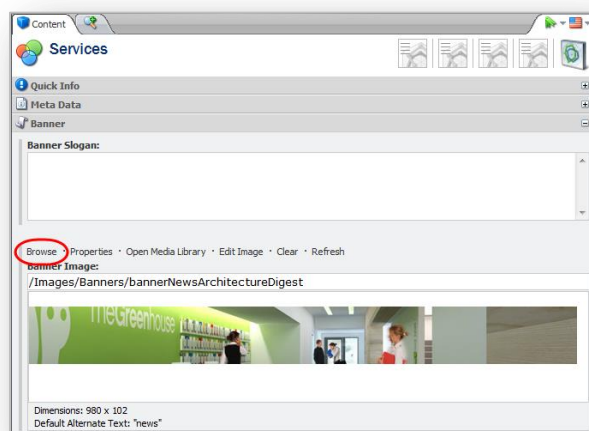 Content
Services
Quick Info
Meta Data
Banner
Banner Slogan:
Browse · Properties · Open Media Library · Edit Image · Clear · Refresh
Banner Image:
/Images/Banners/bannerNewsArchitectureDigest
TheGreenhouse
Dimensions: 980 x 102
Default Alternate Text: "news"